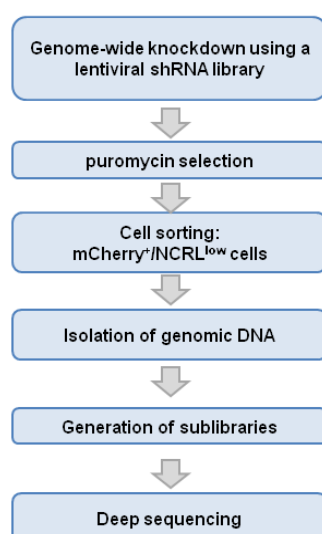 Genome-wide knockdown using a
lentiviral shRNA library
puromycin selection
Cell sorting:
mCherry⁺/NCRLˡᵒʷ cells
Isolation of genomic DNA
Generation of sublibraries
Deep sequencing